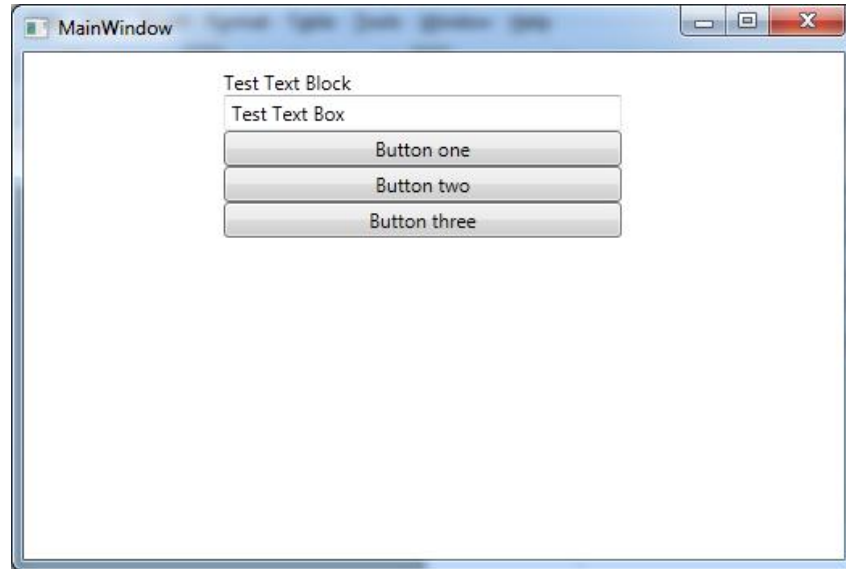 MainWindow
Test Text Block
Test Text Box
Button one
Button two
Button three